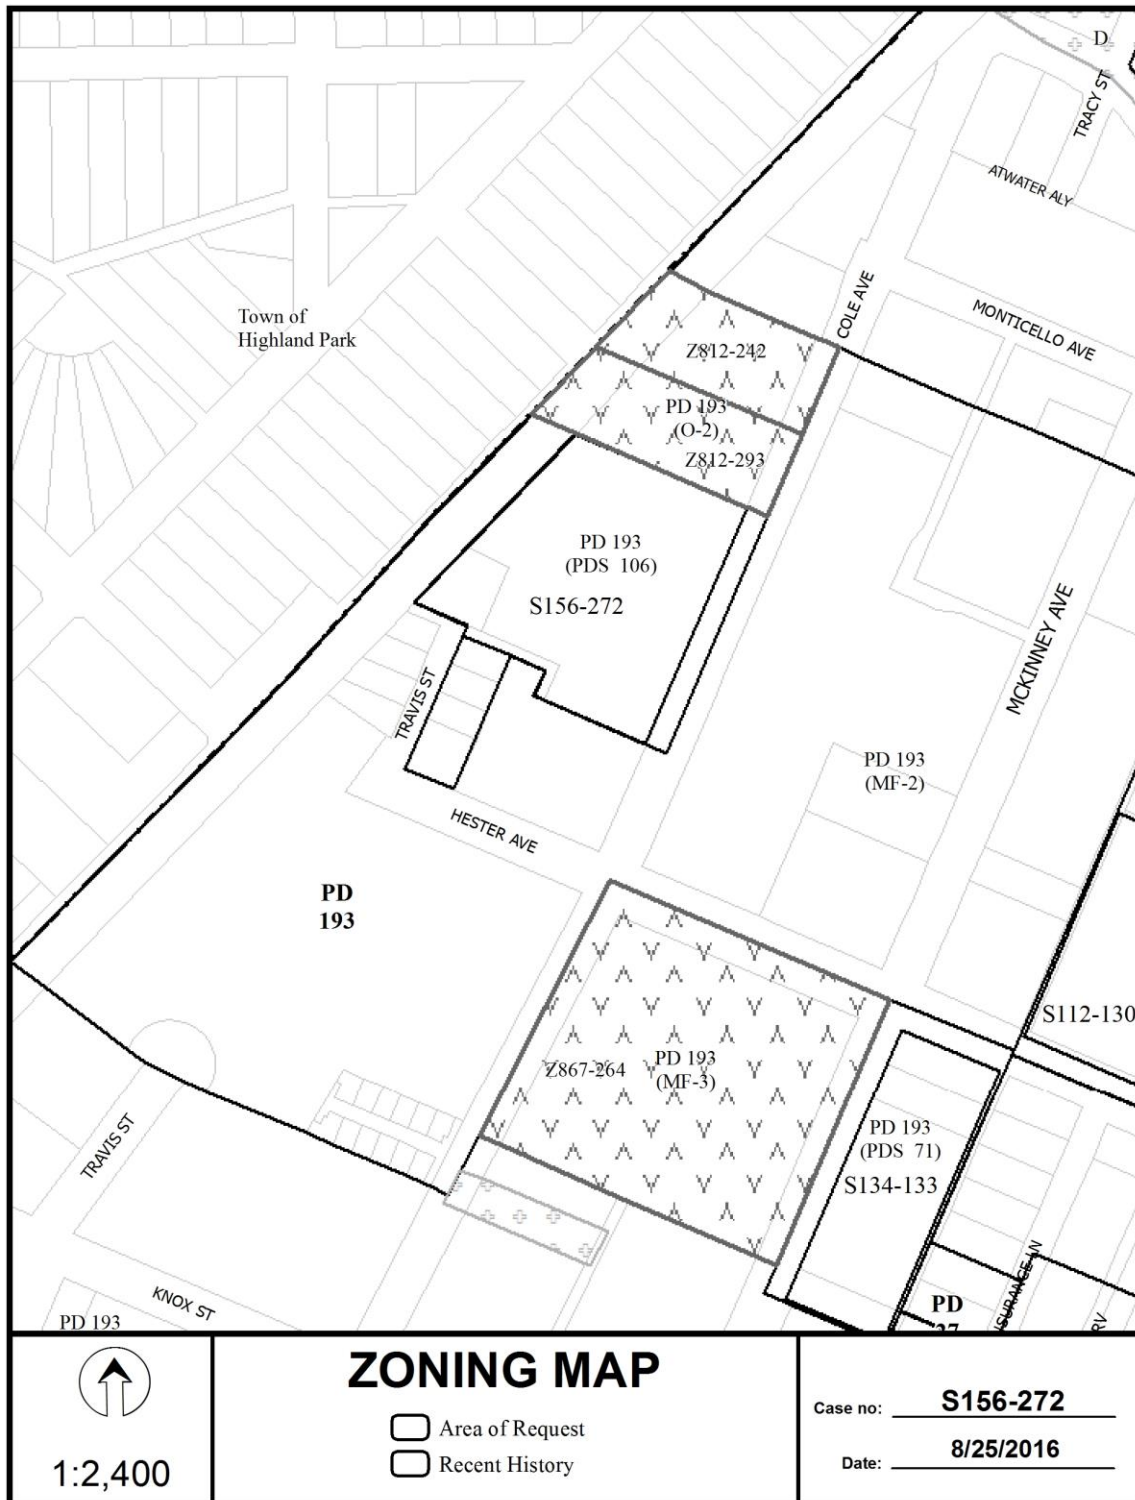 D
TRACY ST
ATWATER ALY
COLE AVE
MONTICELLO AVE
Town of
Highland Park
Z812-242
PD 193
(O-2)
Z812-293
PD 193
(PDS 106)
S156-272
MCKINNEY AVE
TRAVIS ST
PD 193
(MF-2)
HESTER AVE
PD
193
S112-130
PD 193
(MF-3)
Z867-264
PD 193
(PDS 71)
S134-133
TRAVIS ST
NSURANCE LN
KNOX ST
PD
RV
PD 193
ZONING MAP
Area of Request
Recent History
1:2,400
Case no: S156-272
Date: 8/25/2016